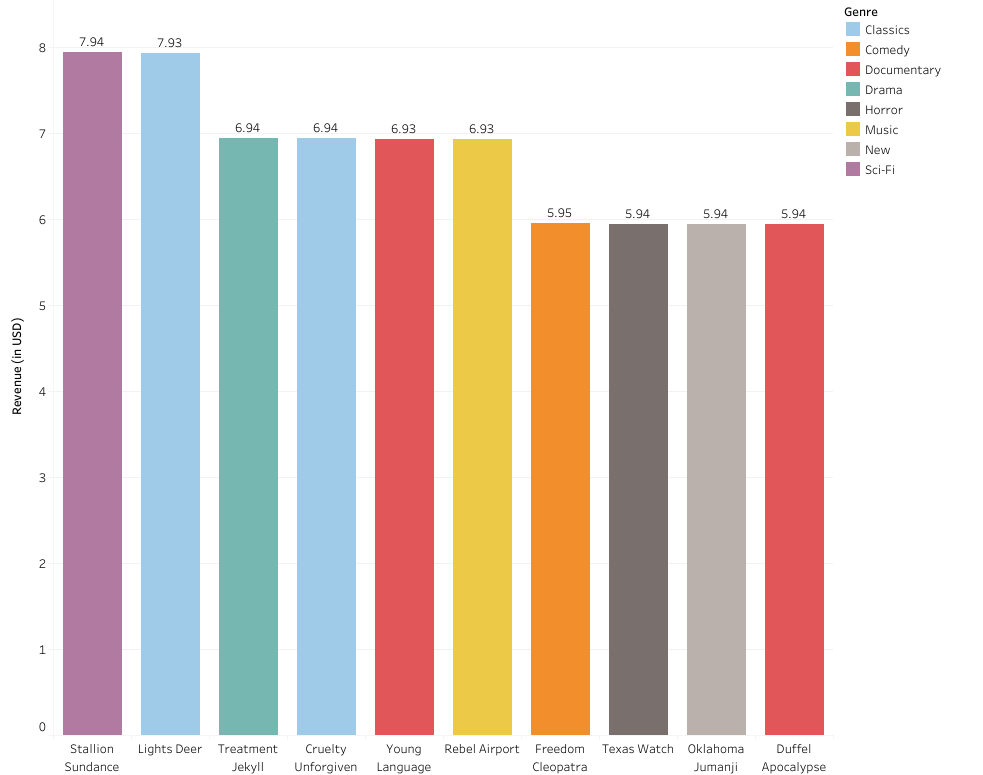 Genre
Classics
Comedy
Documentary
Drama
Horror
Music
New
Sci-Fi
Revenue (in USD)
8
7
6
5
4
3
2
1
0
7.94
7.93
6.94
6.94
6.93
6.93
5.95
5.94
5.94
5.94
Stallion
Sundance
Lights Deer
Treatment
Jekyll
Cruelty
Unforgiven
Young
Language
Rebel Airport
Freedom
Cleopatra
Texas Watch
Oklahoma
Jumanji
Duffel
Apocalypse